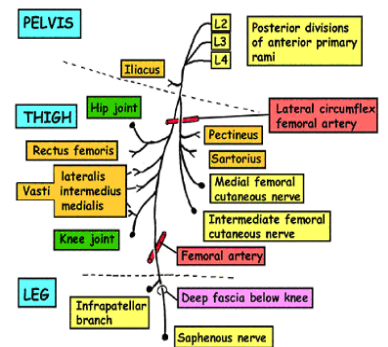 PELVIS
L2
L3
L4
Posterior divisions
of anterior primary
rami
Iliacus
THIGH
Hip joint
Lateral circumflex
femoral artery
Rectus femoris
Pectineus
Sartorius
Vasti
lateralis
intermedius
medialis
Medial femoral
cutaneous nerve
Intermediate femoral
cutaneous nerve
Knee joint
Femoral artery
LEG
Infrapatellar
branch
Deep fascia below knee
Saphenous nerve